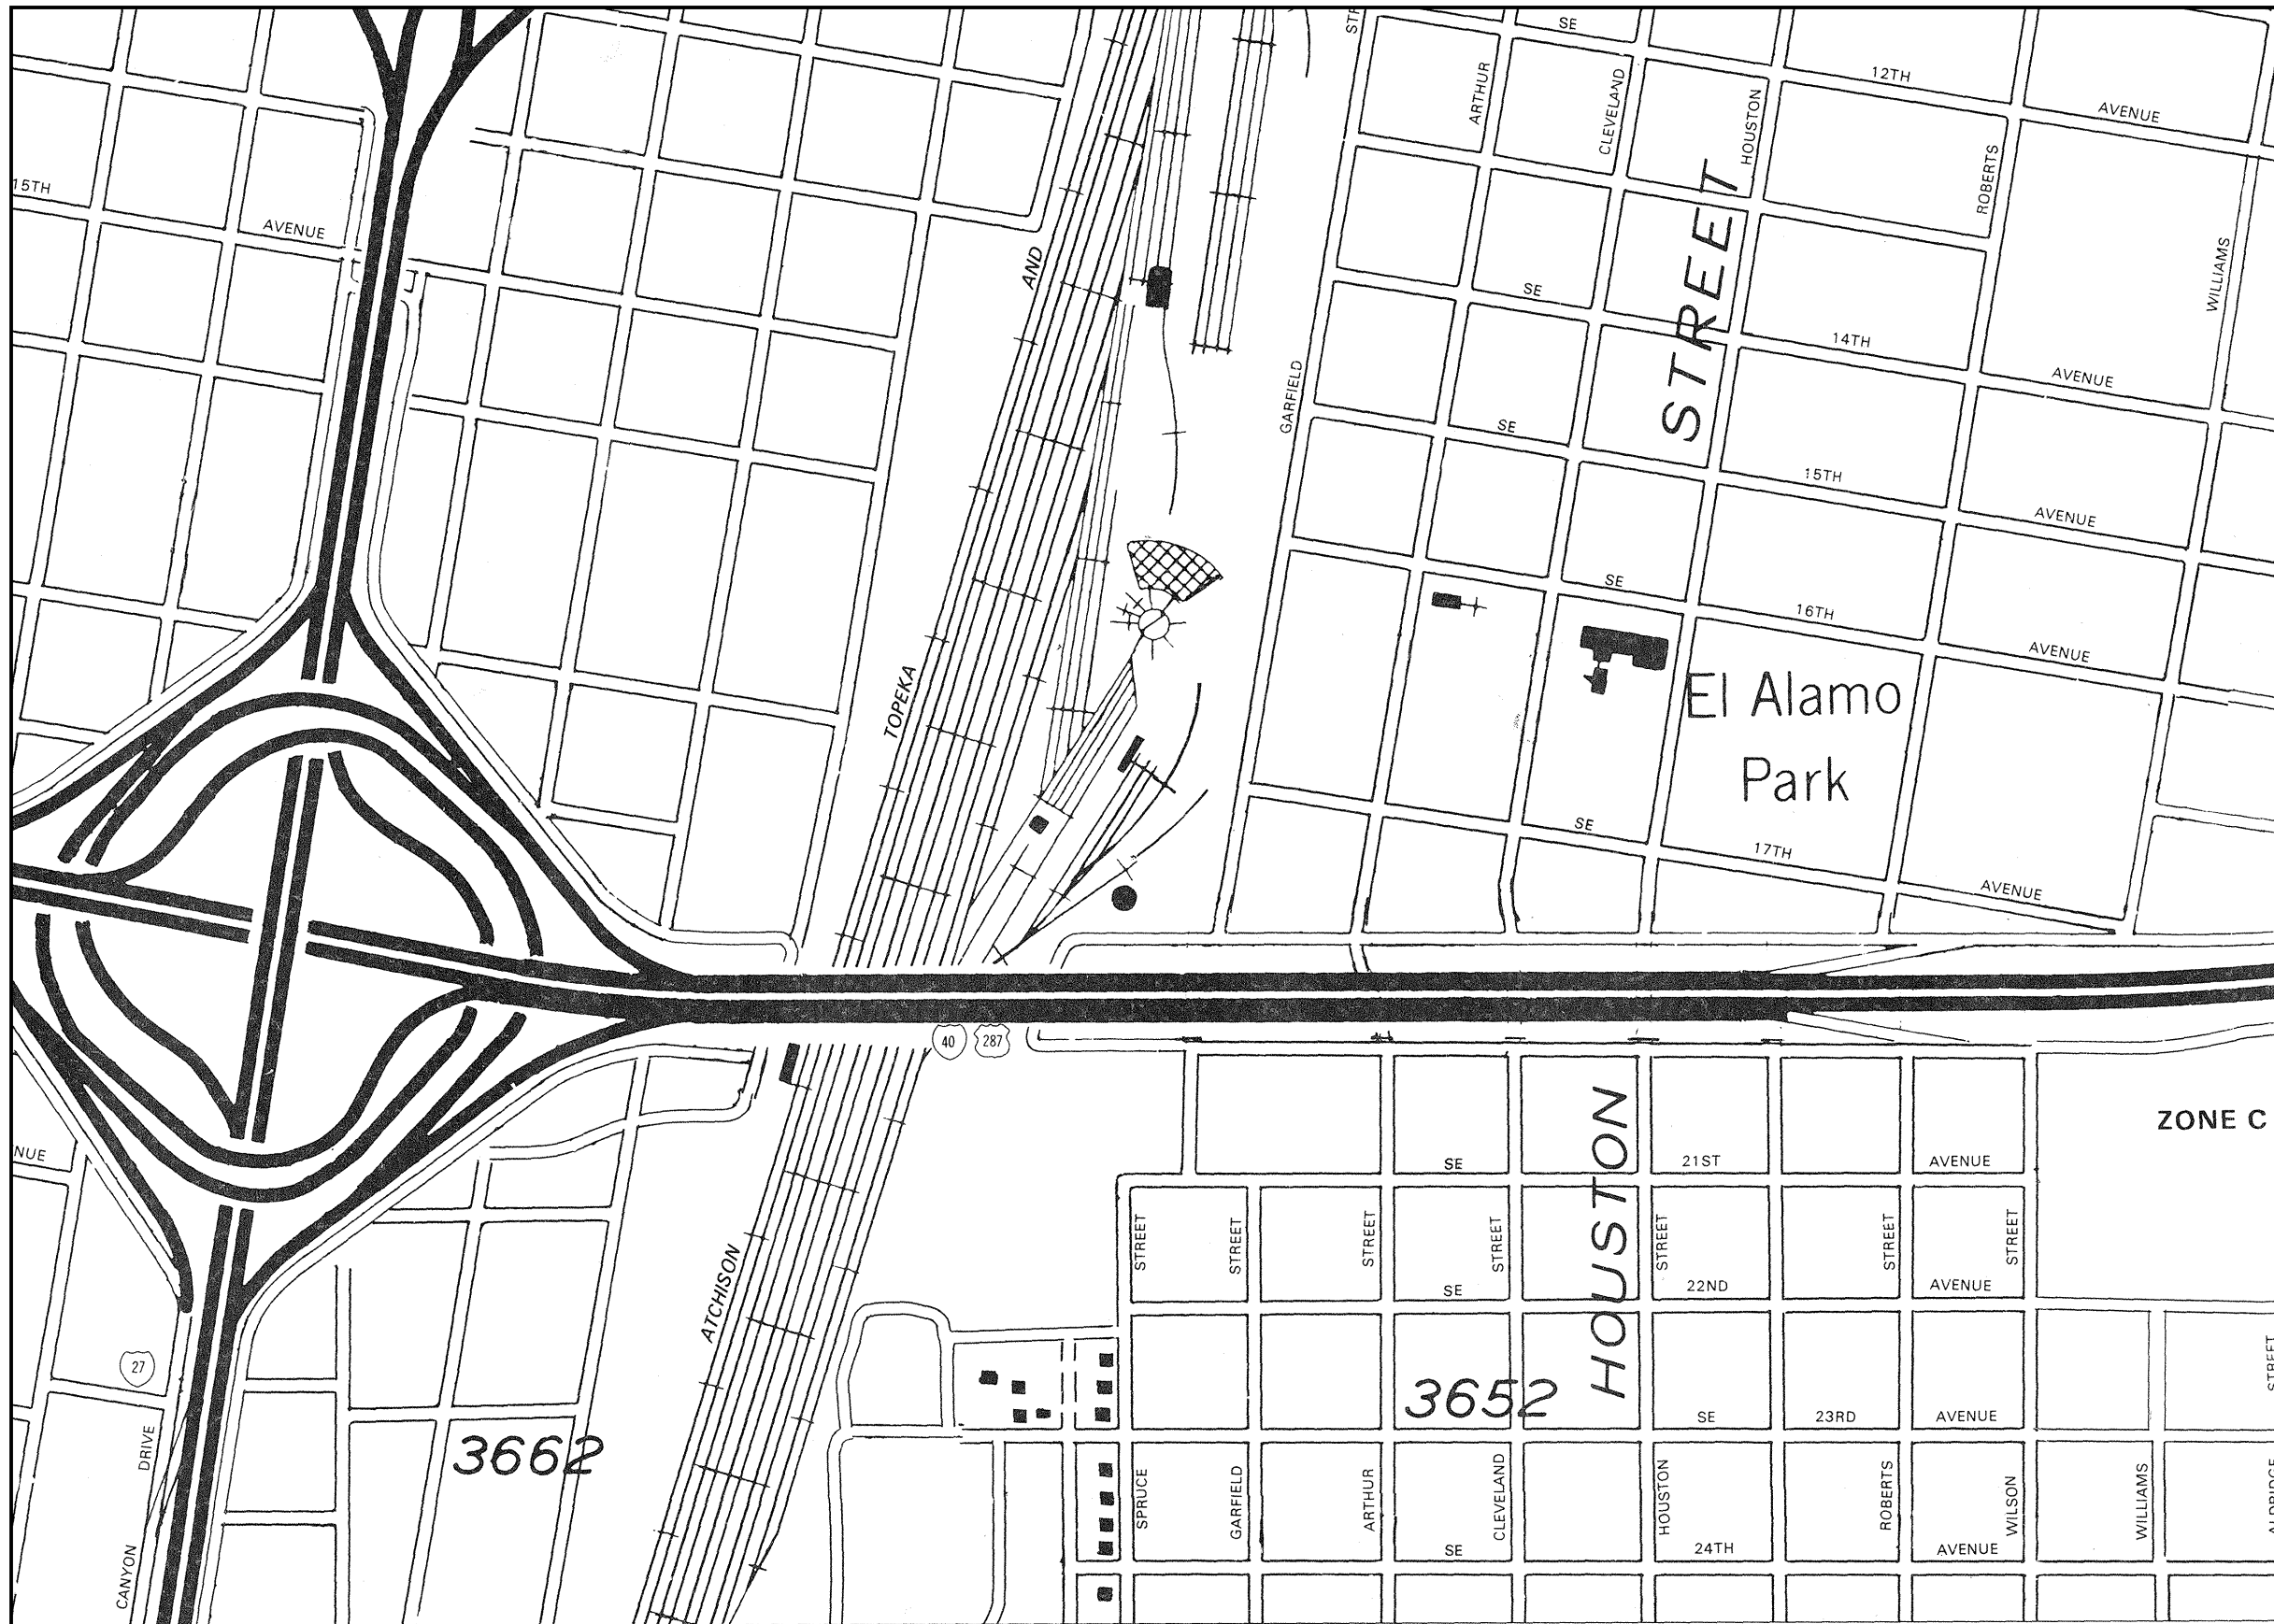 SE
12TH
AVENUE
ARTHUR
CLEVELAND
HOUSTON
ROBERTS
WILLIAMS
15TH
AVENUE
AND
STREET
SE
14TH
AVENUE
GARFIELD
SE
15TH
AVENUE
SE
16TH
AVENUE
TOPEKA
El Alamo
Park
SE
17TH
AVENUE
40
287
ZONE C
NUE
SE
21ST
AVENUE
HOUSTON
STREET
STREET
STREET
STREET
STREET
STREET
STREET
SE
22ND
AVENUE
ATCHISON
27
STREET
3652
SE
23RD
AVENUE
3662
DRIVE
CANYON
SPRUCE
GARFIELD
ARTHUR
CLEVELAND
HOUSTON
ROBERTS
WILSON
WILLIAMS
SE
24TH
AVENUE